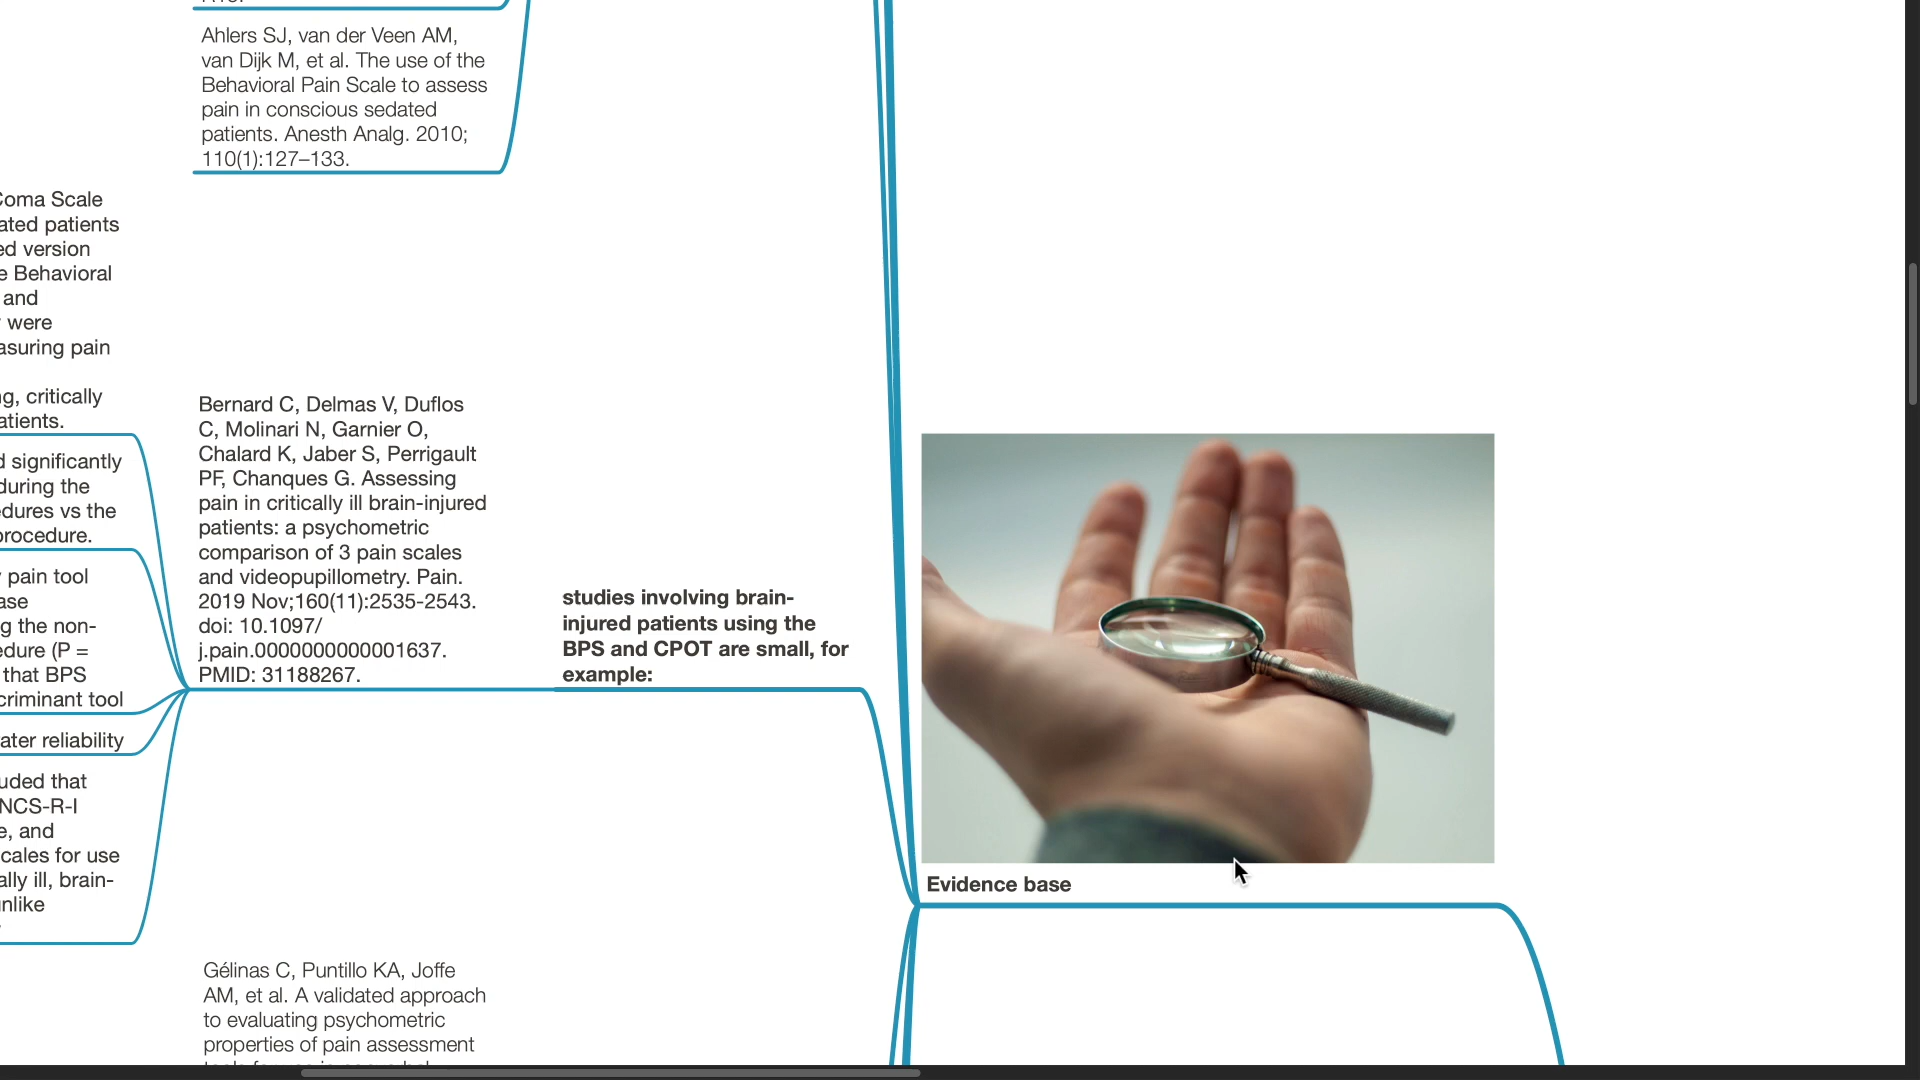 Ahlers SJ, van der Veen AM,
van Dijk M, et al. The use of the
Behavioral Pain Scale to assess
pain in conscious sedated
patients. Anesth Analg. 2010;
110(1):127–133.
Coma Scale
ated patients
ed version
e Behavioral
and
were
asuring pain
g, critically
atients.
d significantly
during the
edures vs the
procedure.
pain tool
ase
g the non-
edure (P =
that BPS
criminant tool
ater reliability
uded that
NCS-R-I
e, and
cales for use
ally ill, brain-
unlike
Bernard C, Delmas V, Duflos
C, Molinari N, Garnier O,
Chalard K, Jaber S, Perrigault
PF, Chanques G. Assessing
pain in critically ill brain-injured
patients: a psychometric
comparison of 3 pain scales
and videopupillometry. Pain.
2019 Nov;160(11):2535-2543.
doi: 10.1097/
j.pain.0000000000001637.
PMID: 31188267.
studies involving brain-
injured patients using the
BPS and CPOT are small, for
example:
Evidence base
Gélinas C, Puntillo KA, Joffe
AM, et al. A validated approach
to evaluating psychometric
properties of pain assessment